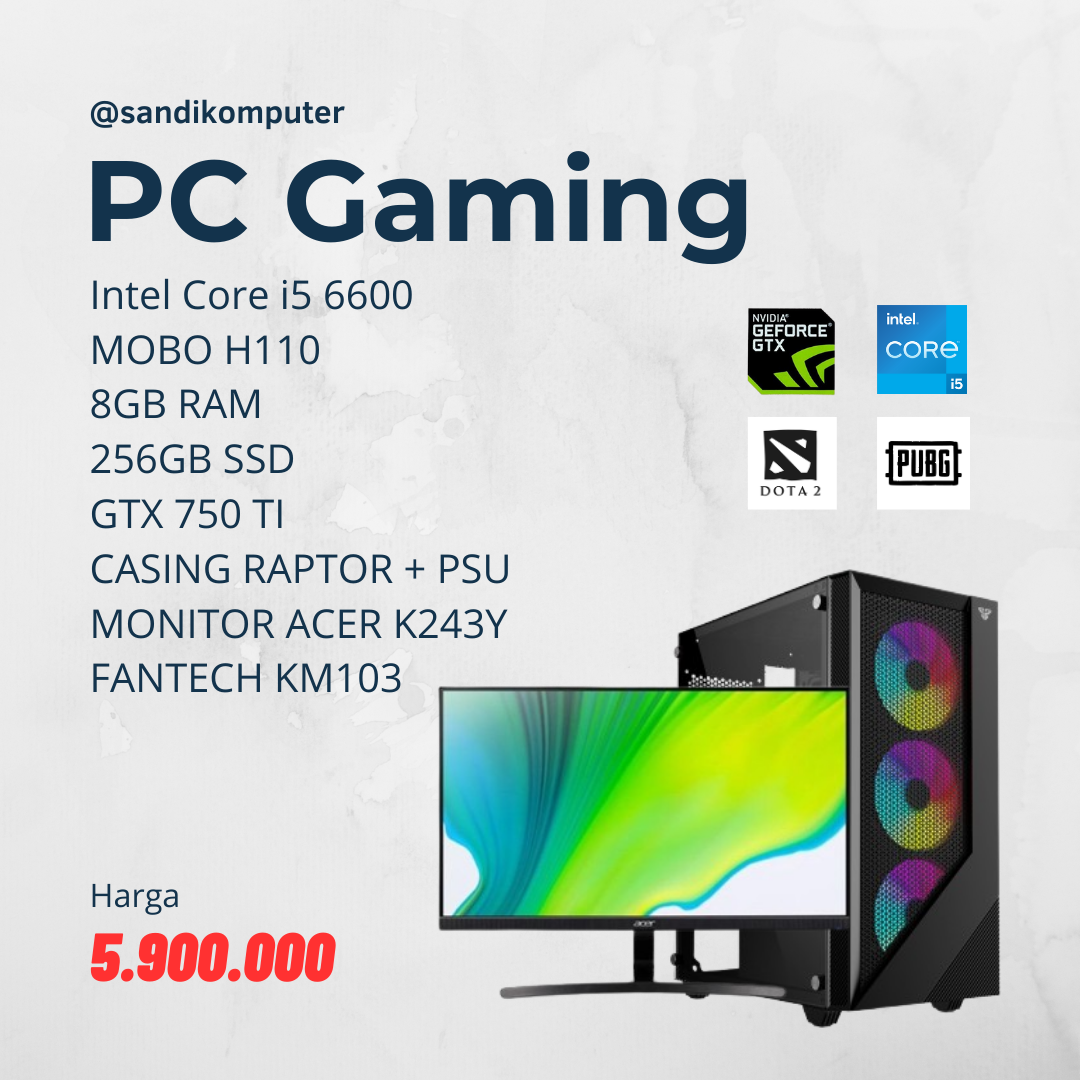 @sandikomputer
PC Gaming
Intel Core i5 6600
MOBO H110
8GB RAM
256GB SSD
GTX 750 TI
CASING RAPTOR + PSU
MONITOR ACER K243Y
FANTECH KM103
NVIDIA®
GEFORCE®
GTX
intel.
CORe
i5
DOTA 2
PUBG
acer
Harga
5.900.000